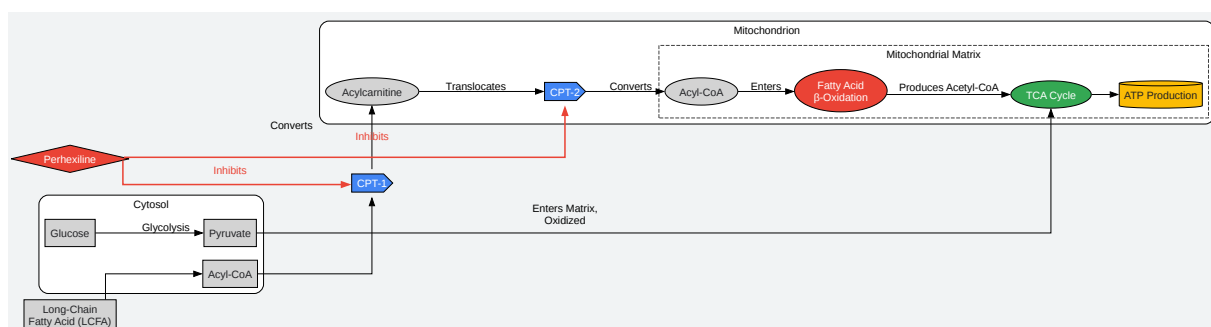 Mitochondrion
Mitochondrial Matrix
Acylcarnitine
Translocates
CPT-2
Converts
Acyl-CoA
Enters
Fatty Acid
β-Oxidation
Produces Acetyl-CoA
TCA Cycle
ATP Production
Converts
Inhibits
Perhexiline
Inhibits
CPT-1
Cytosol
Glucose
Glycolysis
Pyruvate
Enters Matrix,
Oxidized
Acyl-CoA
Long-Chain
Fatty Acid (LCFA)